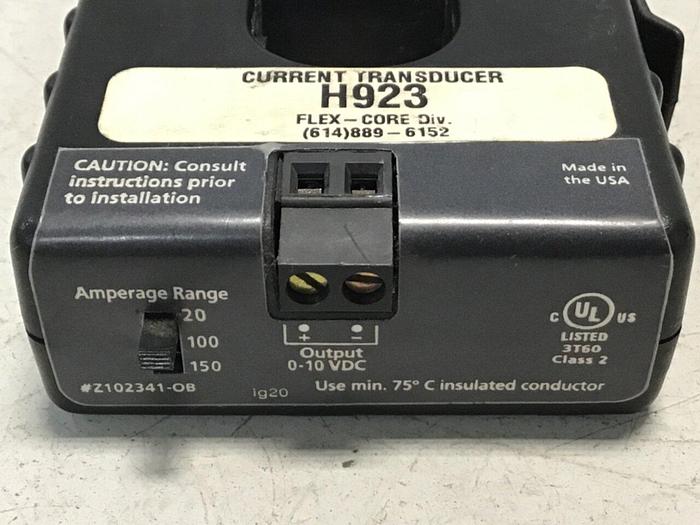 CURRENT TRANSDUCER
H923
FLEX-CORE Div.
(614)889-6152
CAUTION: Consult
instructions prior
to installation
Made in
the USA
Amperage Range
20
100
150
#Z102341-OB
+ -
Output
0-10 VDC
ig20
Use min. 75° C insulated conductor
C UL US
LISTED
3T60
Class 2